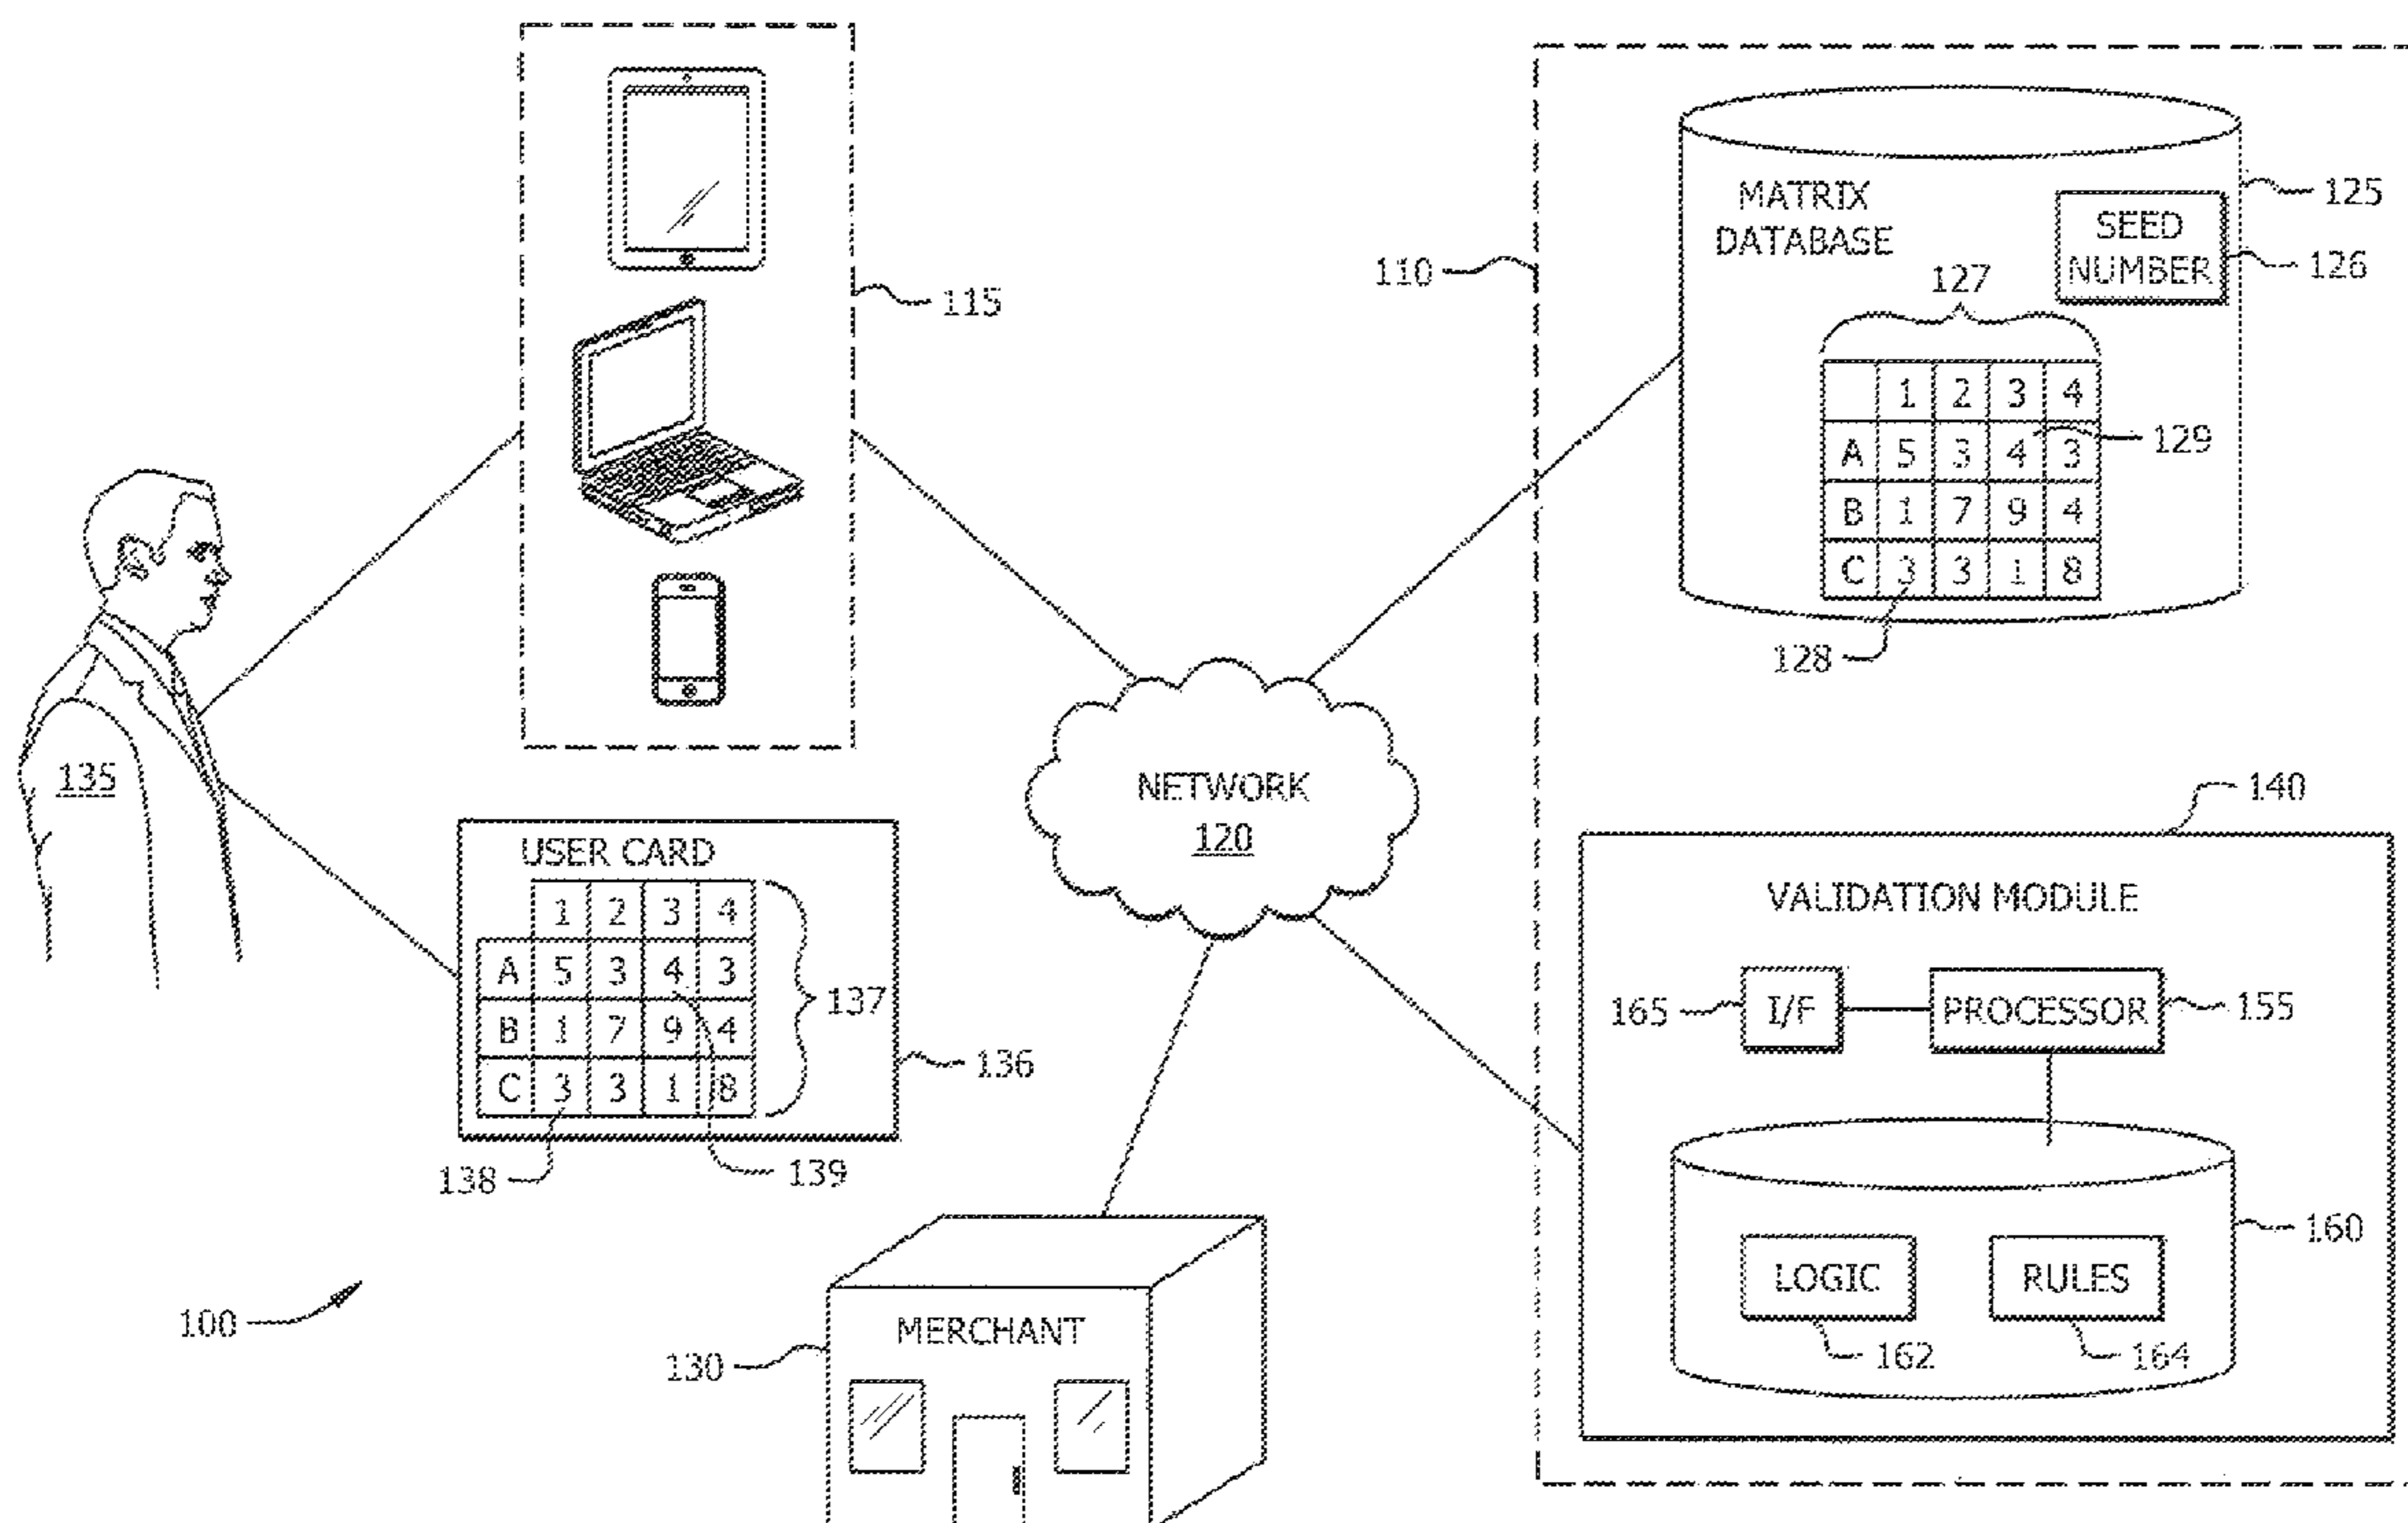 115
110
MATRIX
DATABASE
125
SEED
NUMBER
126
127
1 2 3 4
A 5 3 4 3
B 1 7 9 4
C 3 3 1 8
129
128
135
NETWORK
120
USER CARD
1 2 3 4
A 5 3 4 3
B 1 7 9 4
C 3 3 1 8
137
136
138
139
140
VALIDATION MODULE
165
I/F
PROCESSOR
155
160
LOGIC
RULES
162
164
100
130
MERCHANT